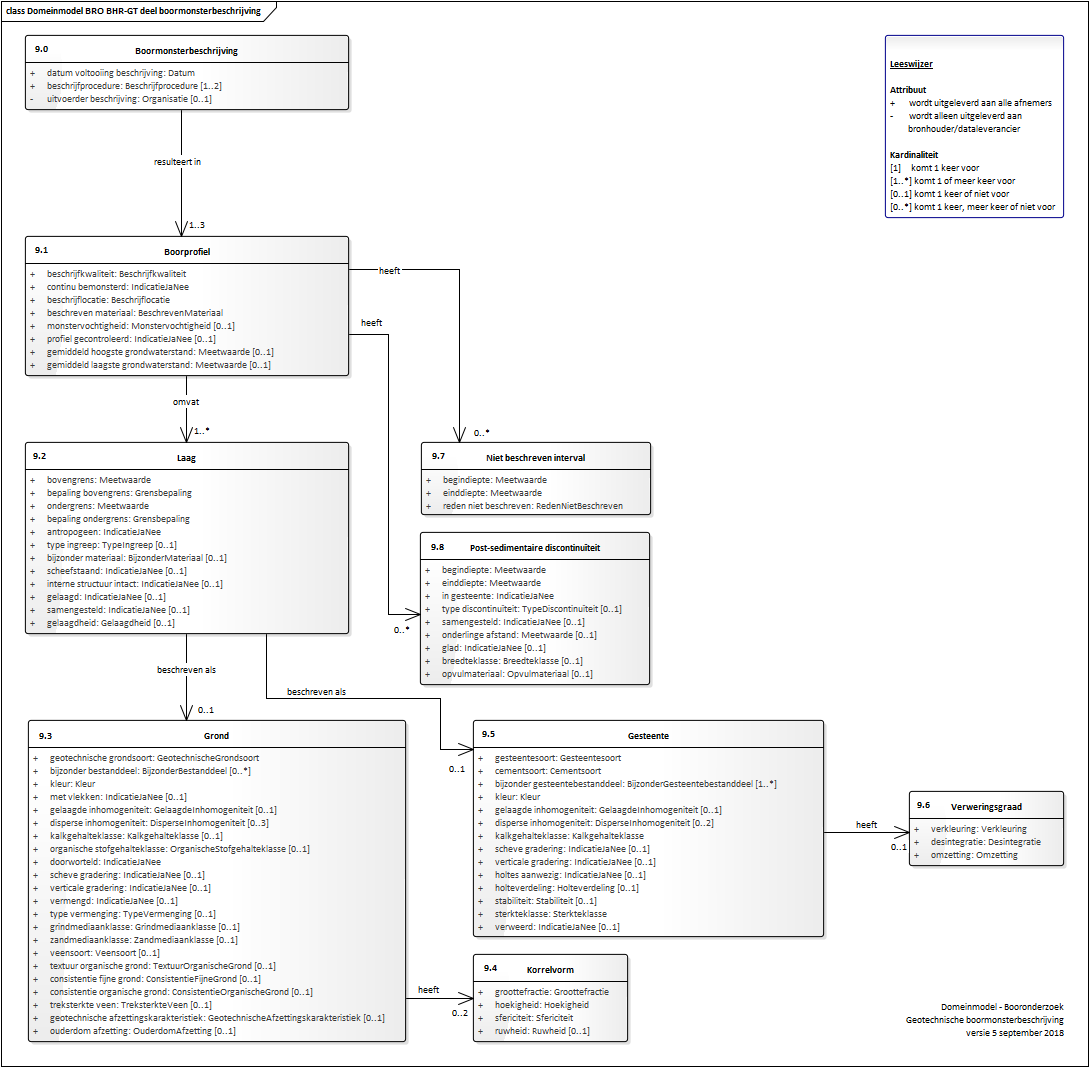 class Domeinmodel BRO BHR-GT deel boormonsterbeschrijving
9.0 Boormonsterbeschrijving
+ datum voltooiing beschrijving: Datum
+ beschrijfprocedure: Beschrijfprocedure [1..2]
- uitvoerder beschrijving: Organisatie [0..1]
Leeswijzer
Attribuut
+ wordt uitgeleverd aan alle afnemers
- wordt alleen uitgeleverd aan
bronhouder/dataleverancier
Kardinaliteit
[1] komt 1 keer voor
[1..*] komt 1 of meer keer voor
[0..1] komt 1 keer of niet voor
[0..*] komt 1 keer, meer keer of niet voor
resulteert in
1..3
9.1 Boorprofiel
+ beschrijfkwaliteit: Beschrijfkwaliteit
+ continu bemonsterd: IndicatieJaNee
+ beschrijflocatie: Beschrijflocatie
+ beschreven materiaal: BeschrevenMateriaal
+ monstervochtigheid: Monstervochtigheid [0..1]
+ profiel gecontroleerd: IndicatieJaNee [0..1]
+ gemiddeld hoogste grondwaterstand: Meetwaarde [0..1]
+ gemiddeld laagste grondwaterstand: Meetwaarde [0..1]
heeft
heeft
omvat
1..*
0..*
9.2 Laag
+ bovengrens: Meetwaarde
+ bepaling bovengrens: Grensbepaling
+ ondergrens: Meetwaarde
+ bepaling ondergrens: Grensbepaling
+ antropogeen: IndicatieJaNee
+ type ingreep: TypeIngreep [0..1]
+ bijzonder materiaal: BijzonderMateriaal [0..1]
+ scheefstaand: IndicatieJaNee [0..1]
+ interne structuur intact: IndicatieJaNee [0..1]
+ gelaagd: IndicatieJaNee [0..1]
+ samengesteld: IndicatieJaNee [0..1]
+ gelaagdheid: Gelaagdheid [0..1]
9.7 Niet beschreven interval
+ begindiepte: Meetwaarde
+ einddiepte: Meetwaarde
+ reden niet beschreven: RedenNietBeschreven
9.8 Post-sedimentaire discontinuïteit
+ begindiepte: Meetwaarde
+ einddiepte: Meetwaarde
+ in gesteente: IndicatieJaNee
+ type discontinuïteit: TypeDiscontinuïteit [0..1]
+ samengesteld: IndicatieJaNee [0..1]
+ onderlinge afstand: Meetwaarde [0..1]
+ glad: IndicatieJaNee [0..1]
+ breedteklasse: Breedteklasse [0..1]
+ opvulmateriaal: Opvulmateriaal [0..1]
0..*
beschreven als
0..1
beschreven als
0..1
9.3 Grond
+ geotechnische grondsoort: GeotechnischeGrondsoort
+ bijzonder bestanddeel: BijzonderBestanddeel [0..*]
+ kleur: Kleur
+ met vlekken: IndicatieJaNee [0..1]
+ gelaagde inhomogeniteit: GelaagdeInhomogeniteit [0..1]
+ disperse inhomogeniteit: DisperseInhomogeniteit [0..3]
+ kalkgehalteklasse: Kalkgehalteklasse [0..1]
+ organische stofgehalteklasse: OrganischeStofgehalteklasse [0..1]
+ doorworteld: IndicatieJaNee
+ scheve gradering: IndicatieJaNee [0..1]
+ verticale gradering: IndicatieJaNee [0..1]
+ vermengd: IndicatieJaNee [0..1]
+ type vermenging: TypeVermenging [0..1]
+ grindmediaanklasse: Grindmediaanklasse [0..1]
+ zandmediaanklasse: Zandmediaanklasse [0..1]
+ veensoort: Veensoort [0..1]
+ textuur organische grond: TextuurOrganischeGrond [0..1]
+ consistentie fijne grond: ConsistentieFijneGrond [0..1]
+ consistentie organische grond: ConsistentieOrganischeGrond [0..1]
+ treksterkte veen: TreksterkteVeen [0..1]
+ geotechnische afzettingskarakteristiek: GeotechnischeAfzettingskarakteristiek [0..1]
+ ouderdom afzetting: OuderdomAfzetting [0..1]
9.5 Gesteente
+ gesteentesoort: Gesteentesoort
+ cementsoort: Cementsoort
+ bijzonder gesteentebestanddeel: BijzonderGesteentebestanddeel [1..*]
+ kleur: Kleur
+ gelaagde inhomogeniteit: GelaagdeInhomogeniteit [0..1]
+ disperse inhomogeniteit: DisperseInhomogeniteit [0..2]
+ kalkgehalteklasse: Kalkgehalteklasse
+ scheve gradering: IndicatieJaNee [0..1]
+ verticale gradering: IndicatieJaNee [0..1]
+ holtes aanwezig: IndicatieJaNee [0..1]
+ holteverdeling: Holteverdeling [0..1]
+ stabiliteit: Stabiliteit [0..1]
+ sterkteklasse: Sterkteklasse
+ verweerd: IndicatieJaNee [0..1]
heeft
0..1
9.6 Verweringsgraad
+ verkleuring: Verkleuring
+ desintegratie: Desintegratie
+ omzetting: Omzetting
heeft
0..2
9.4 Korrelvorm
+ groottefractie: Groottefractie
+ hoekigheid: Hoekigheid
+ sfericiteit: Sfericiteit
+ ruwheid: Ruwheid [0..1]
Domeinmodel - Booronderzoek
Geotechnische boormonsterbeschrijving
versie 5 september 2018